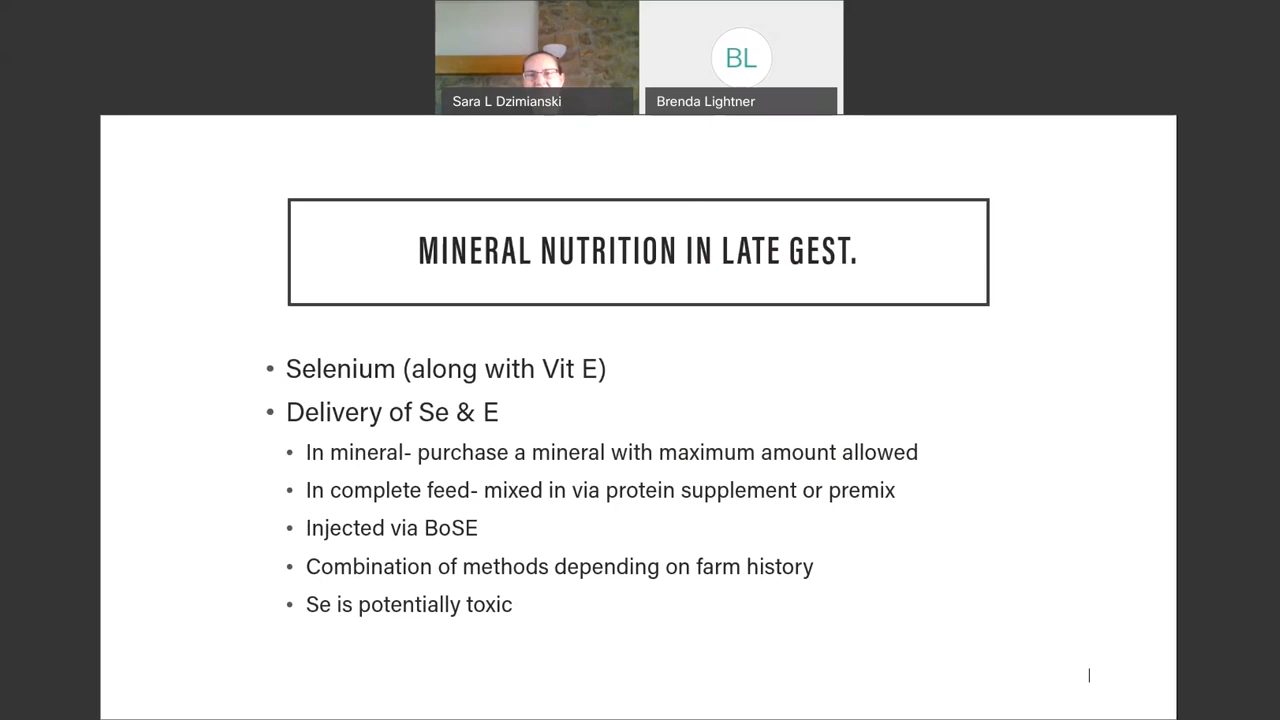 BL
Sara L Dzimianski
Brenda Lightner
MINERAL NUTRITION IN LATE GEST.
• Selenium (along with Vit E)
• Delivery of Se & E
• In mineral- purchase a mineral with maximum amount allowed
• In complete feed- mixed in via protein supplement or premix
• Injected via BoSE
• Combination of methods depending on farm history
• Se is potentially toxic